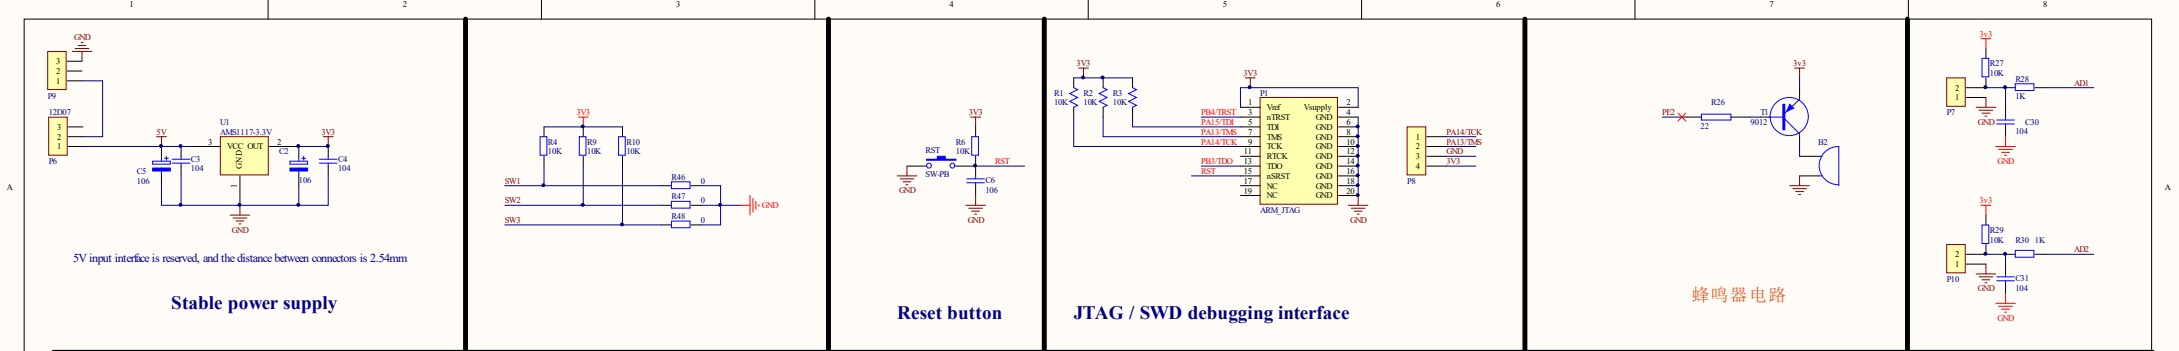 1
2
3
4
5
6
7
8
A
GND
3
2
1
P9
12D07
3
2
1
P6
5V
C5
106
C3
104
U1
AMS1117-3.3V
3
VCC OUT
GND
2
1
C2
106
3V3
C4
104
GND
5V input interface is reserved, and the distance between connectors is 2.54mm
Stable power supply
3V3
R4
10K
R9
10K
R10
10K
SW1
SW2
SW3
R46
0
R47
0
R48
0
GND
3V3
R6
10K
RST
SW-PB
RST
GND
C6
106
GND
Reset button
3V3
R1
10K
R2
10K
R3
10K
3V3
P1
PB4/TRST
PA15/TDI
PA13/TMS
PA14/TCK
PB3/TDO
RST
1 Vref Vsupply 2
3 nTRST GND 4
5 TDI GND 6
7 TMS GND 8
9 TCK GND 10
11 RTCK GND 12
13 TDO GND 14
15 nSRST GND 16
17 NC GND 18
19 NC GND 20
ARM_JTAG
GND
1 PA14/TCK
2 PA13/TMS
3 GND
4 3V3
P8
JTAG / SWD debugging interface
3v3
PE2
R26
22
T1
9012
B2
蜂鸣器电路
3v3
R27
10K
R28
1K
AD1
2
1
P7
GND
C30
104
GND
3v3
R29
10K
R30 1K
AD2
2
1
P10
GND
C31
104
GND
A